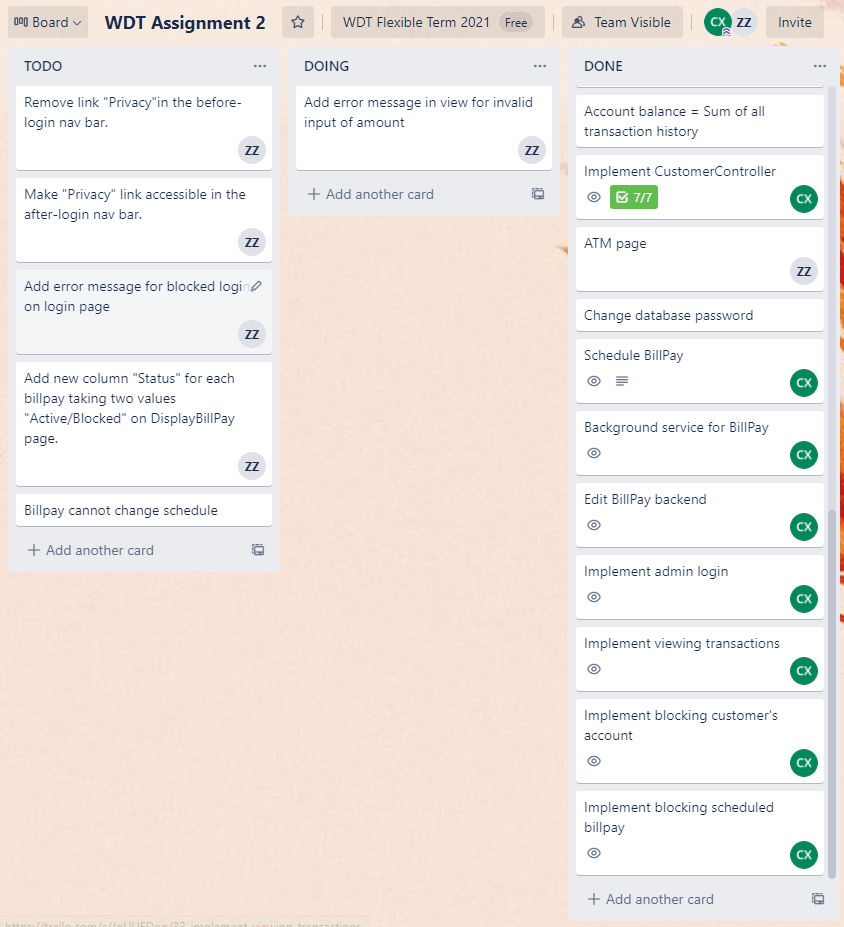 Board
WDT Assignment 2
WDT Flexible Term 2021
Free
Team Visible
CX
ZZ
Invite
TODO
Remove link "Privacy"in the before-
login nav bar.
ZZ
Make "Privacy" link accessible in the
after-login nav bar.
ZZ
Add error message for blocked login
on login page
ZZ
Add new column "Status" for each
billpay taking two values
"Active/Blocked" on DisplayBillPay
page.
ZZ
Billpay cannot change schedule
Add another card
DOING
Add error message in view for invalid
input of amount
ZZ
Add another card
DONE
Account balance = Sum of all
transaction history
Implement CustomerController
7/7
CX
ATM page
ZZ
Change database password
Schedule BillPay
CX
Background service for BillPay
CX
Edit BillPay backend
CX
Implement admin login
CX
Implement viewing transactions
CX
Implement blocking customer's
account
CX
Implement blocking scheduled
billpay
CX
Add another card